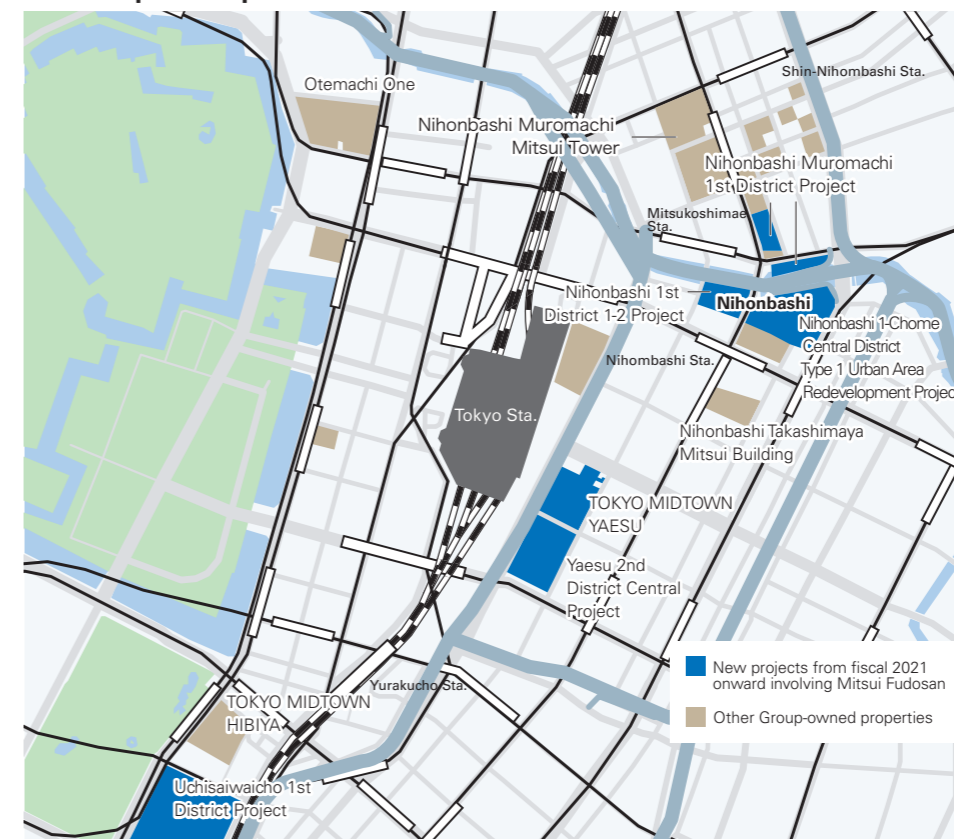 Shin-Nihombashi Sta.
Otemachi One
Nihonbashi Muromachi
Mitsui Tower
Nihonbashi Muromachi
1st District Project
Mitsukoshimae
Sta.
Nihonbashi 1st
District 1-2 Project
Nihonbashi
Nihonbashi 1-Chome
Central District
Type 1 Urban Area
Redevelopment Projec
Nihombashi Sta.
Tokyo Sta.
Nihonbashi Takashimaya
Mitsui Building
TOKYO MIDTOWN
YAESU
Yaesu 2nd
District Central
Project
New projects from fiscal 2021
onward involving Mitsui Fudosan
Other Group-owned properties
Yurakucho Sta.
TOKYO MIDTOWN
HIBIYA
Uchisaiwaicho 1st
District Project